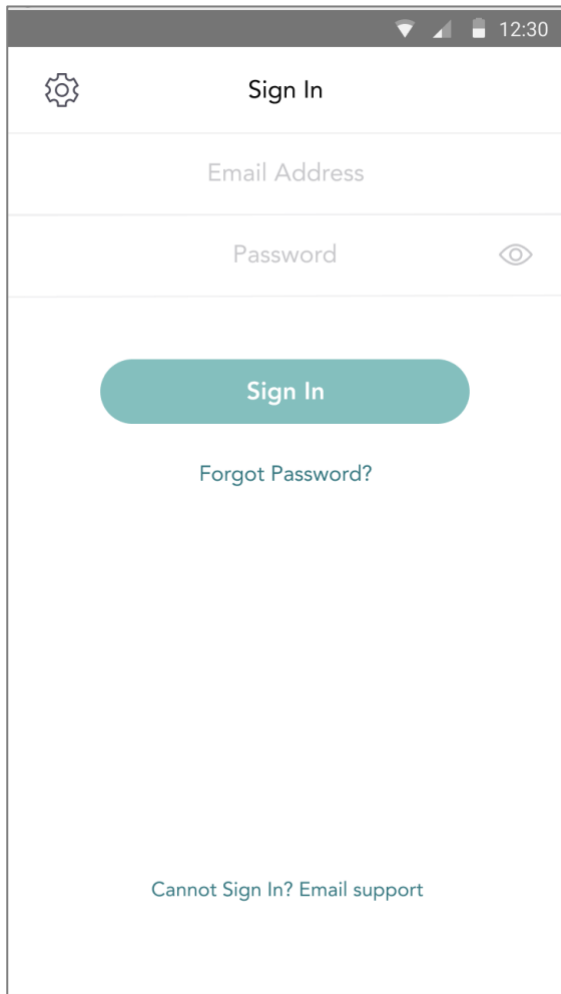 12:30
Sign In
Email Address
Password
Sign In
Forgot Password?
Cannot Sign In? Email support